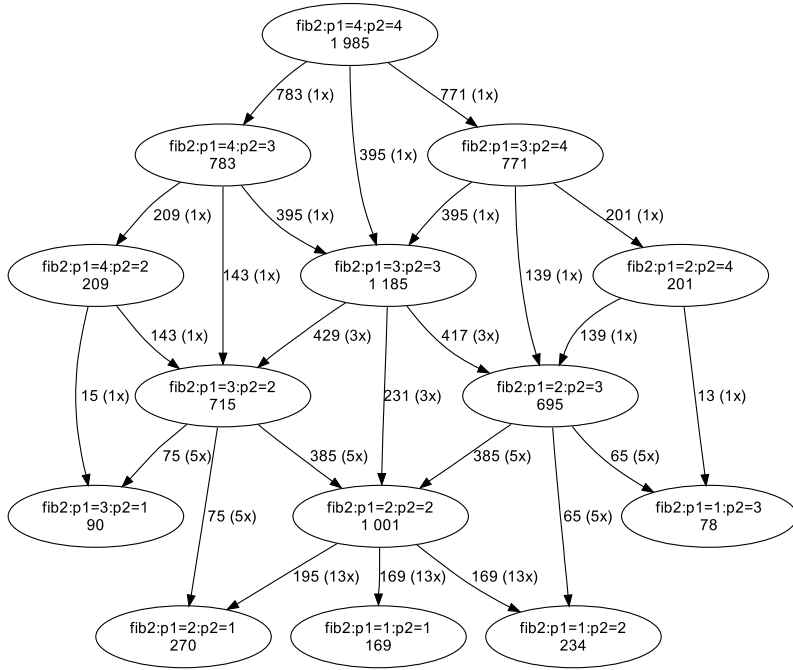 fib2:p1=4:p2=4
1 985
783 (1x)
771 (1x)
395 (1x)
fib2:p1=4:p2=3
783
fib2:p1=3:p2=4
771
209 (1x)
395 (1x)
395 (1x)
201 (1x)
143 (1x)
139 (1x)
fib2:p1=4:p2=2
209
fib2:p1=3:p2=3
1 185
fib2:p1=2:p2=4
201
143 (1x)
429 (3x)
417 (3x)
139 (1x)
15 (1x)
231 (3x)
13 (1x)
fib2:p1=3:p2=2
715
fib2:p1=2:p2=3
695
75 (5x)
385 (5x)
385 (5x)
65 (5x)
75 (5x)
65 (5x)
fib2:p1=3:p2=1
90
fib2:p1=2:p2=2
1 001
fib2:p1=1:p2=3
78
195 (13x)
169 (13x)
169 (13x)
fib2:p1=2:p2=1
270
fib2:p1=1:p2=1
169
fib2:p1=1:p2=2
234